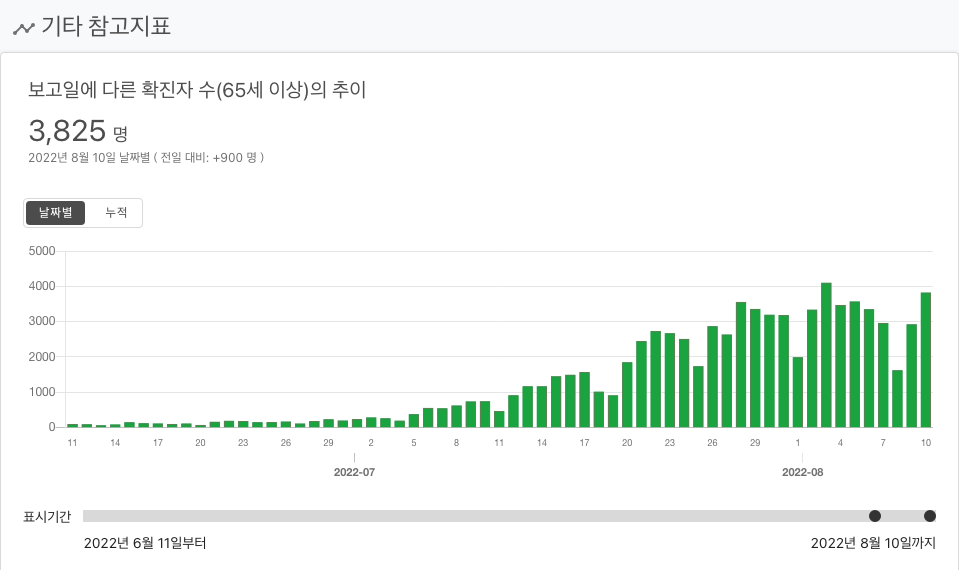 기타 참고지표
보고일에 다른 확진자 수(65세 이상)의 추이
3,825 명
2022년 8월 10일 날짜별 ( 전일 대비: +900 명 )
날짜별 누적
5000
4000
3000
2000
1000
0
11 14 17 20 23 26 29 2 5 8 11 14 17 20 23 26 29 1 4 7 10
2022-07 2022-08
표시기간
2022년 6월 11일부터 2022년 8월 10일까지